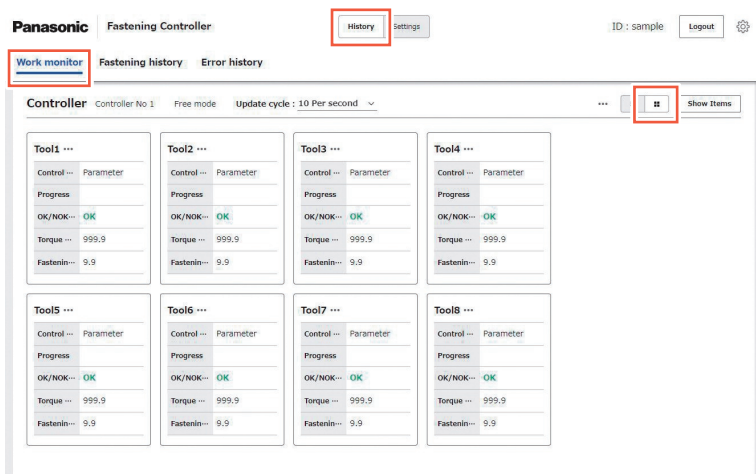 Panasonic Fastening Controller History Settings ID : sample Logout
Work monitor Fastening history Error history
Controller Controller No 1 Free mode Update cycle : 10 Per second ··· Show Items
Tool1 ··· Tool2 ··· Tool3 ··· Tool4 ···
Control ··· Parameter Control ··· Parameter Control ··· Parameter Control ··· Parameter
Progress Progress Progress Progress
OK/NOK··· OK OK/NOK··· OK OK/NOK··· OK OK/NOK··· OK
Torque ··· 999.9 Torque ··· 999.9 Torque ··· 999.9 Torque ··· 999.9
Fastenin··· 9.9 Fastenin··· 9.9 Fastenin··· 9.9 Fastenin··· 9.9
Tool5 ··· Tool6 ··· Tool7 ··· Tool8 ···
Control ··· Parameter Control ··· Parameter Control ··· Parameter Control ··· Parameter
Progress Progress Progress Progress
OK/NOK··· OK OK/NOK··· OK OK/NOK··· OK OK/NOK··· OK
Torque ··· 999.9 Torque ··· 999.9 Torque ··· 999.9 Torque ··· 999.9
Fastenin··· 9.9 Fastenin··· 9.9 Fastenin··· 9.9 Fastenin··· 9.9